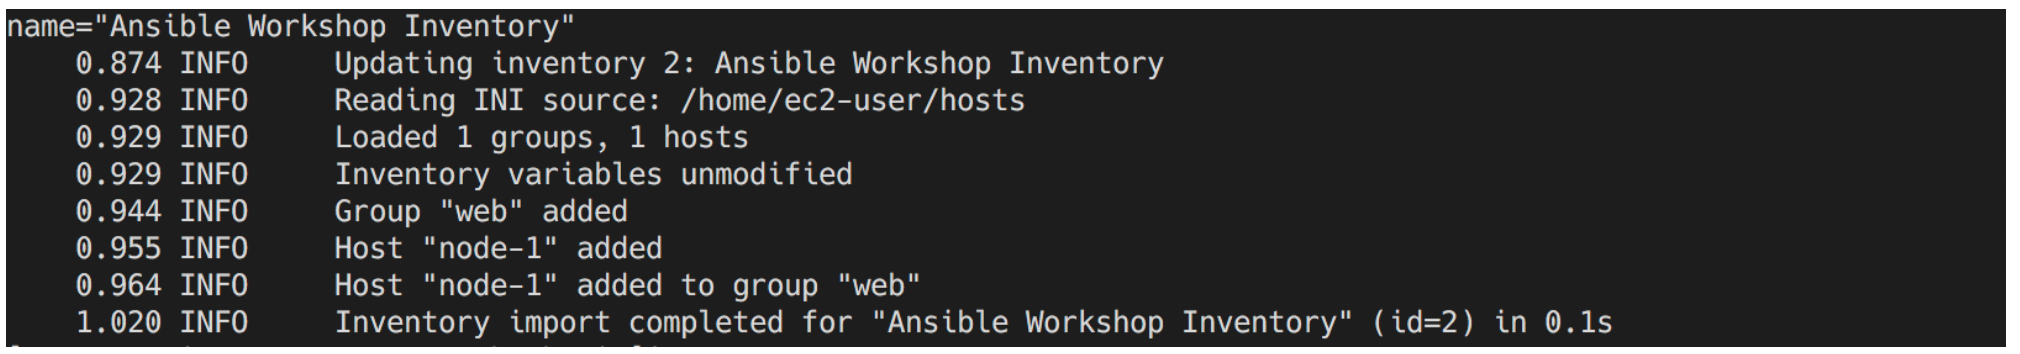 name="Ansible Workshop Inventory"
0.874 INFO Updating inventory 2: Ansible Workshop Inventory
0.928 INFO Reading INI source: /home/ec2-user/hosts
0.929 INFO Loaded 1 groups, 1 hosts
0.929 INFO Inventory variables unmodified
0.944 INFO Group "web" added
0.955 INFO Host "node-1" added
0.964 INFO Host "node-1" added to group "web"
1.020 INFO Inventory import completed for "Ansible Workshop Inventory" (id=2) in 0.1s